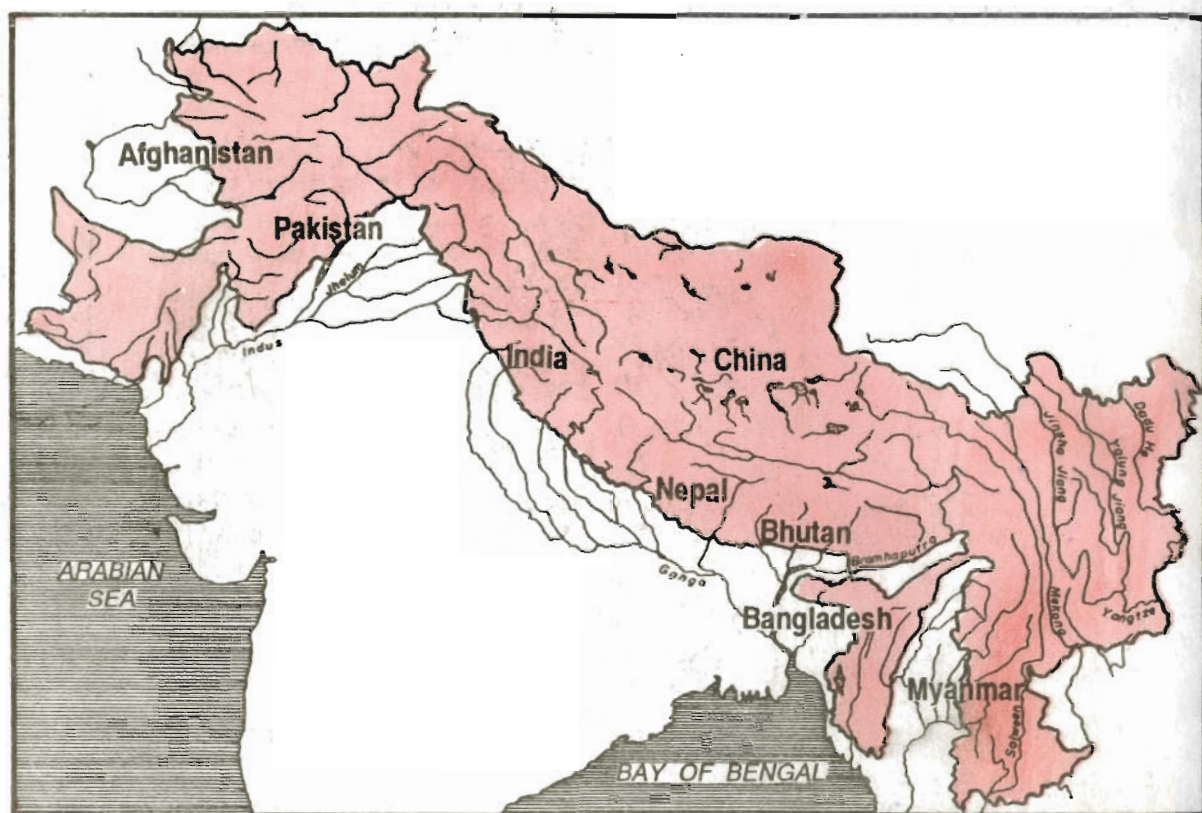 Afghanistan
Pakistan
Jhelum
Indus
India
China
Jinsha Jiang
Yalung Jiang
Dadu He
Nepal
Bhutan
Bramhaputra
Ganga
ARABIAN
SEA
Bangladesh
Mekong
Yangtze
Myanmar
Salween
BAY OF BENGAL